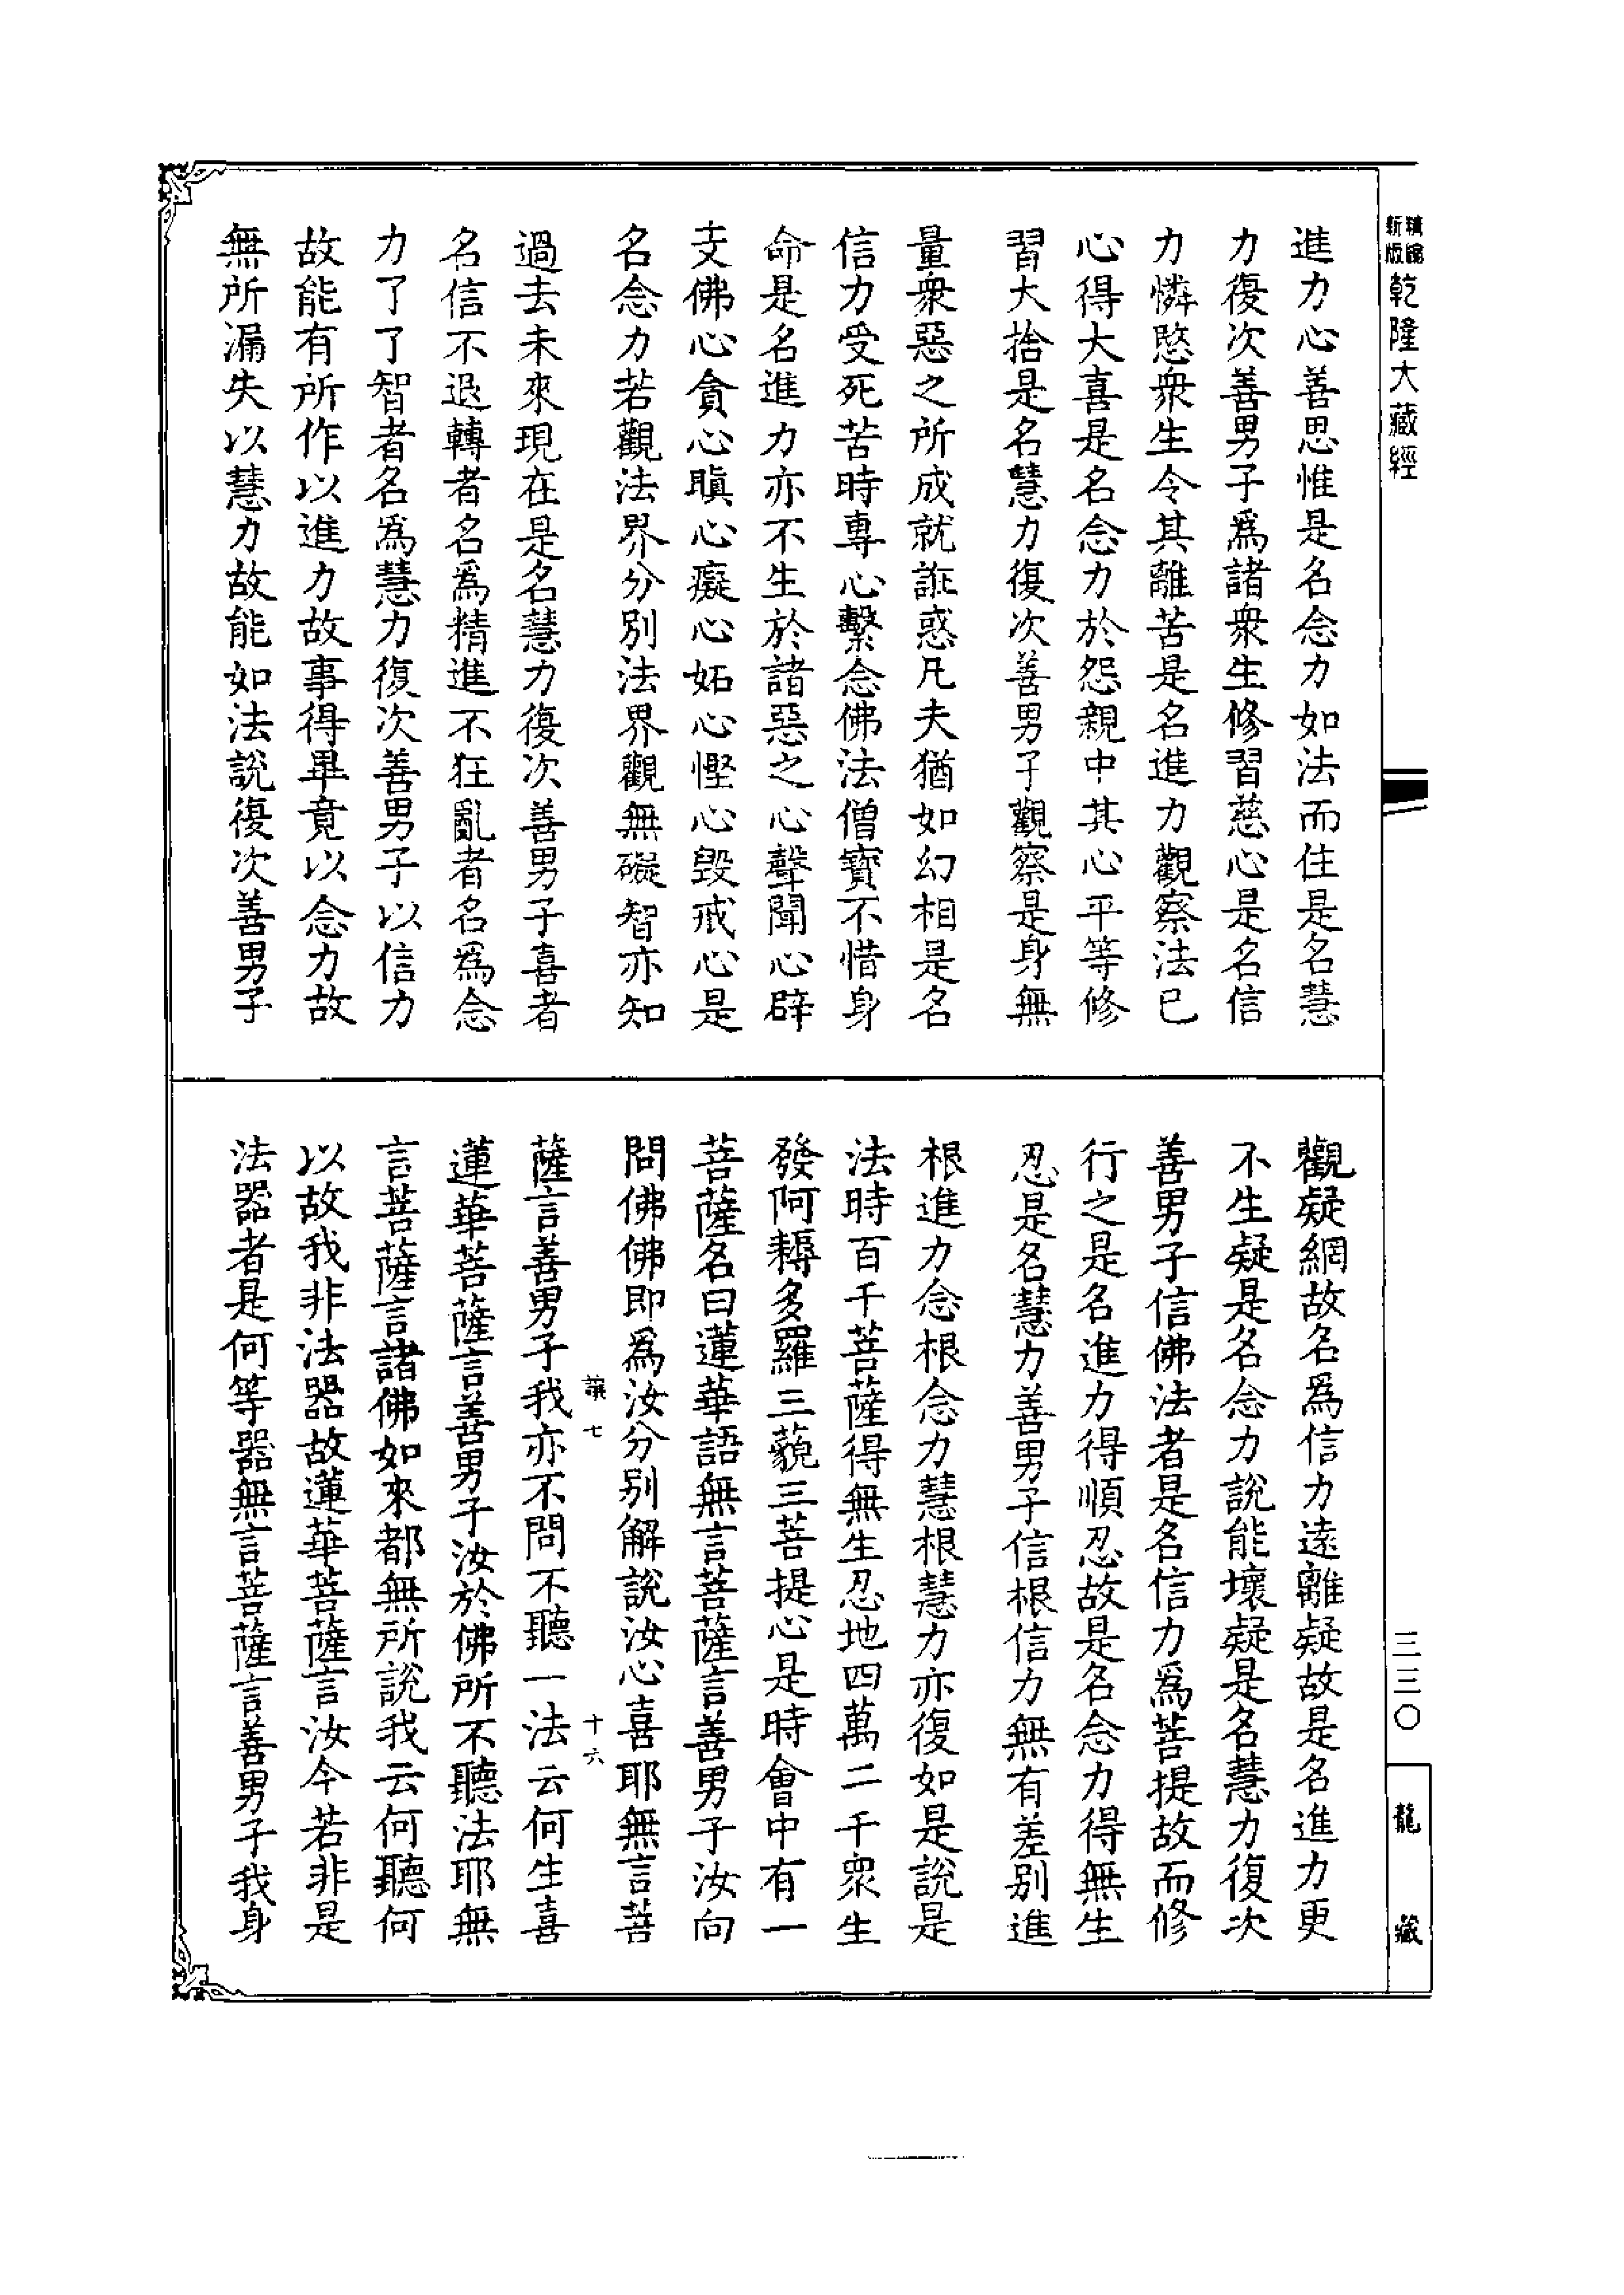 精編
新版
乾隆大藏經
進力心善思惟是名念力如法而住是名慧
力復次善男子爲諸衆生修習慈心是名信
力憐愍衆生令其離苦是名進力觀察法已
心得大喜是名念力於怨親中其心平等修
習大捨是名慧力復次善男子觀察是身無
量衆惡之所成就誑惑凡夫猶如幻相是名
信力受死苦時專心繫念佛法僧寶不惜身
命是名進力亦不生於諸惡之心聲聞心辟
支佛心貪心瞋心癡心妬心慳心毀戒心是
名念力若觀法界分別法界觀無礙智亦知
過去未來現在是名慧力復次善男子喜者
名信不退轉者名爲精進不狂亂者名爲念
力了了智者名爲慧力復次善男子以信力
故能有所作以進力故事得畢竟以念力故
無所漏失以慧力故能如法說復次善男子
觀疑網故名爲信力遠離疑故是名進力更
不生疑是名念力說能壞疑是名慧力復次
善男子信佛法者是名信力爲菩提故而修
行之是名進力得順忍故是名念力得無生
忍是名慧力善男子信根信力無有差別進
根進力念根念力慧根慧力亦復如是說是
法時百千菩薩得無生忍地四萬二千衆生
發阿耨多羅三藐三菩提心是時會中有一
菩薩名曰蓮華語無言菩薩言善男子汝向
問佛佛即爲汝分別解說汝心喜耶無言菩
讓七 十六
薩言善男子我亦不問不聽一法云何生喜
蓮華菩薩言善男子汝於佛所不聽法耶無
言菩薩言諸佛如來都無所說我云何聽何
以故我非法器故蓮華菩薩言汝今若非是
法器者是何等器無言菩薩言善男子我身
三三〇
龍藏